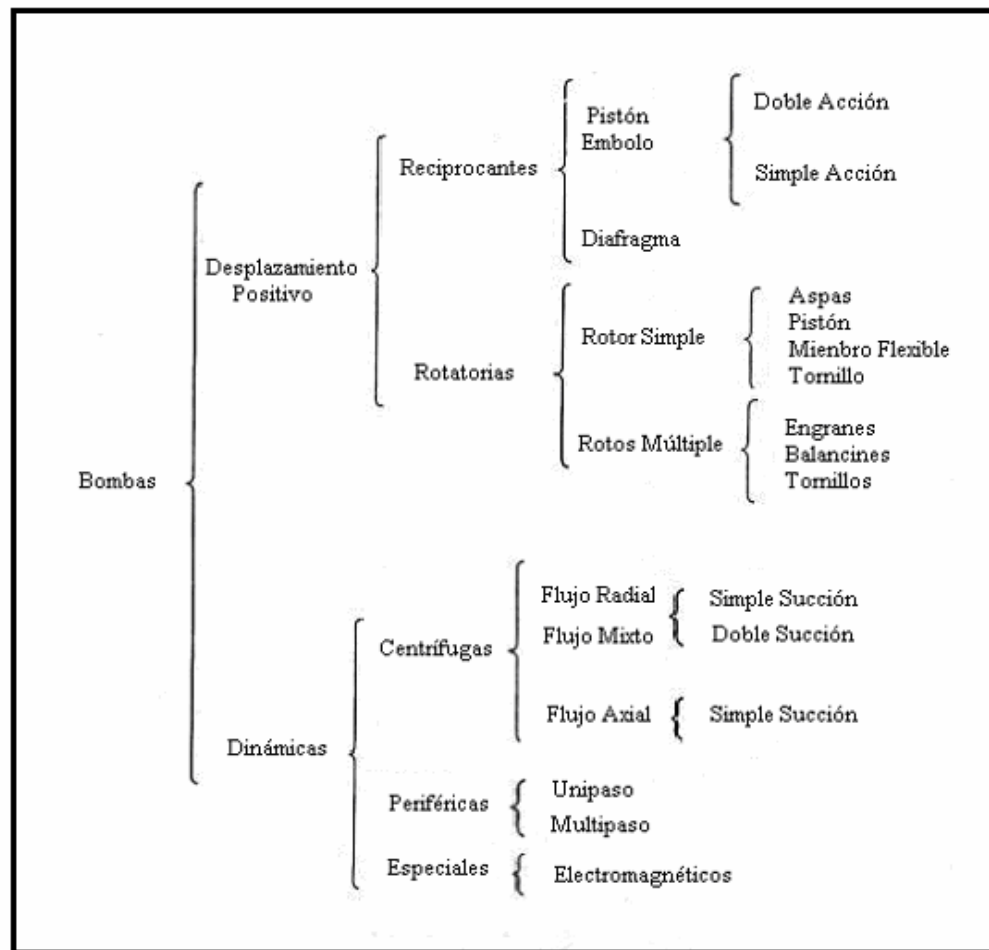 Bombas
Desplazamiento
Positivo
Reciprocantes
Pistón
Embolo
Doble Acción
Simple Acción
Diafragma
Rotatorias
Rotor Simple
Aspas
Pistón
Mienbro Flexible
Tornillo
Rotos Múltiple
Engranes
Balancines
Tornillos
Dinámicas
Centrífugas
Flujo Radial
Flujo Mixto
Simple Succión
Doble Succión
Flujo Axial
Simple Succión
Periféricas
Unipaso
Multipaso
Especiales
Electromagnéticos